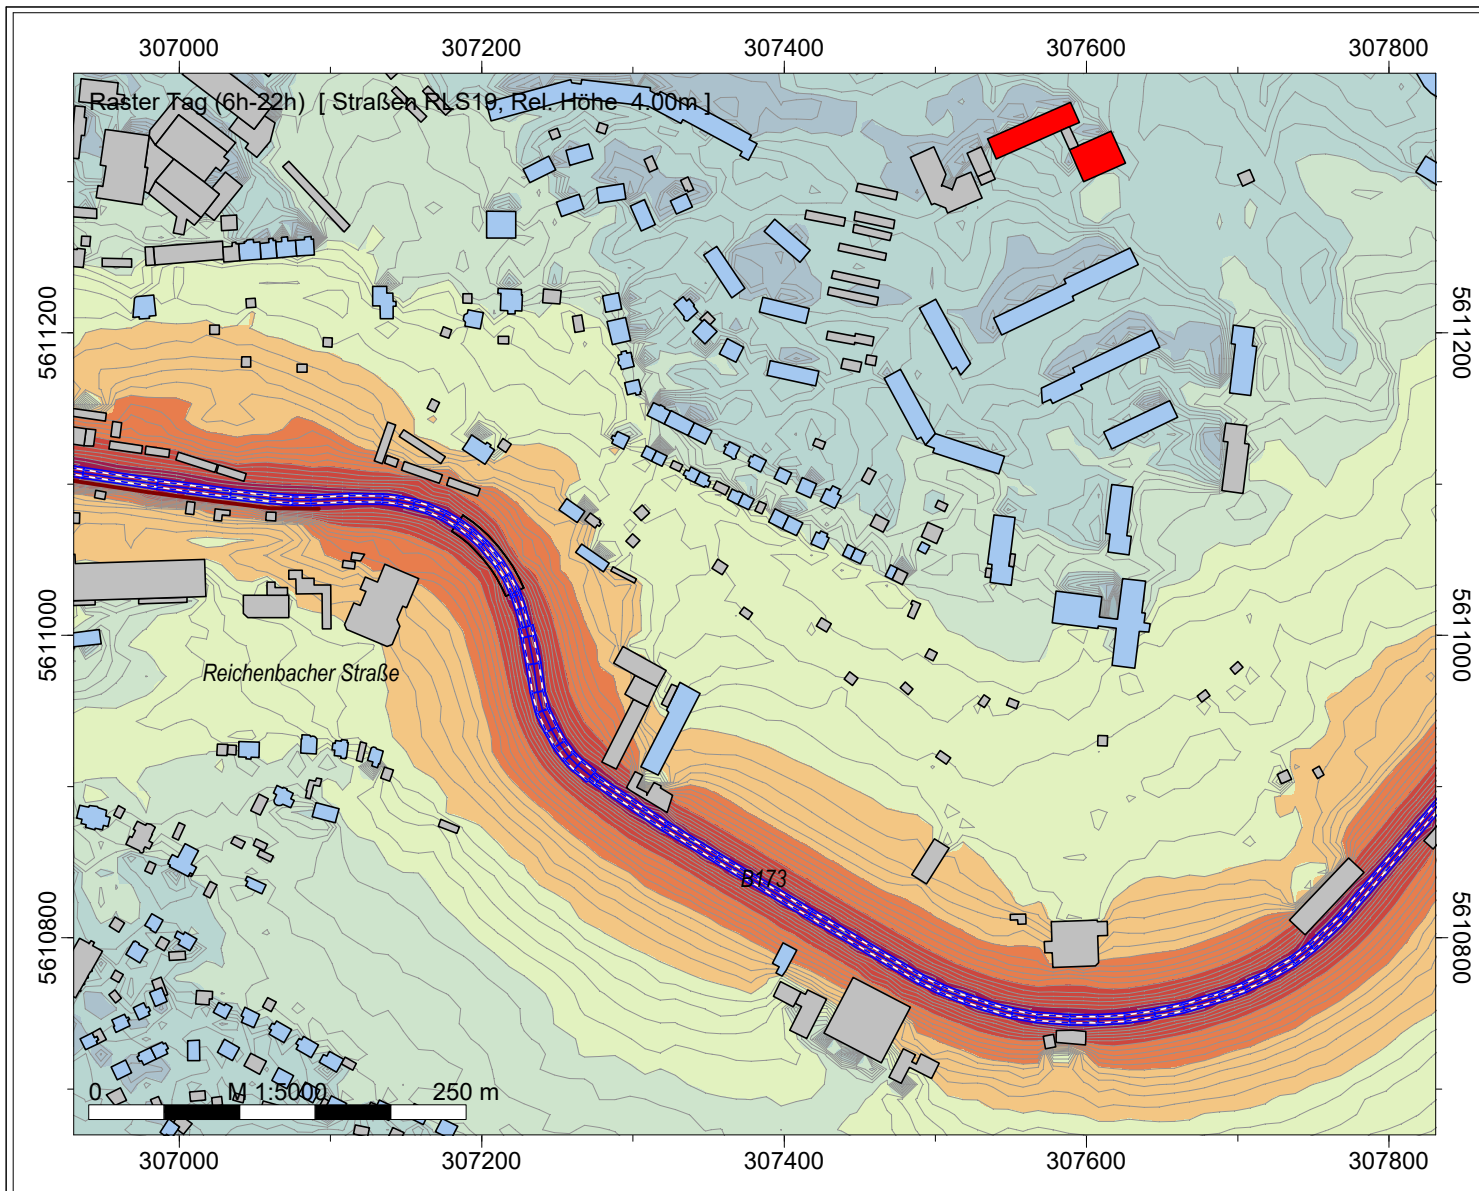 307000 307200 307400 307600 307800
Raster Tag (6h-22h) [ Straßen RLS19, Rel. Höhe 4.00m ]
5611200 5611200
5611000 5611000
Reichenbacher Straße
B173
5610800 5610800
0 M 1:5000 250 m
307000 307200 307400 307600 307800